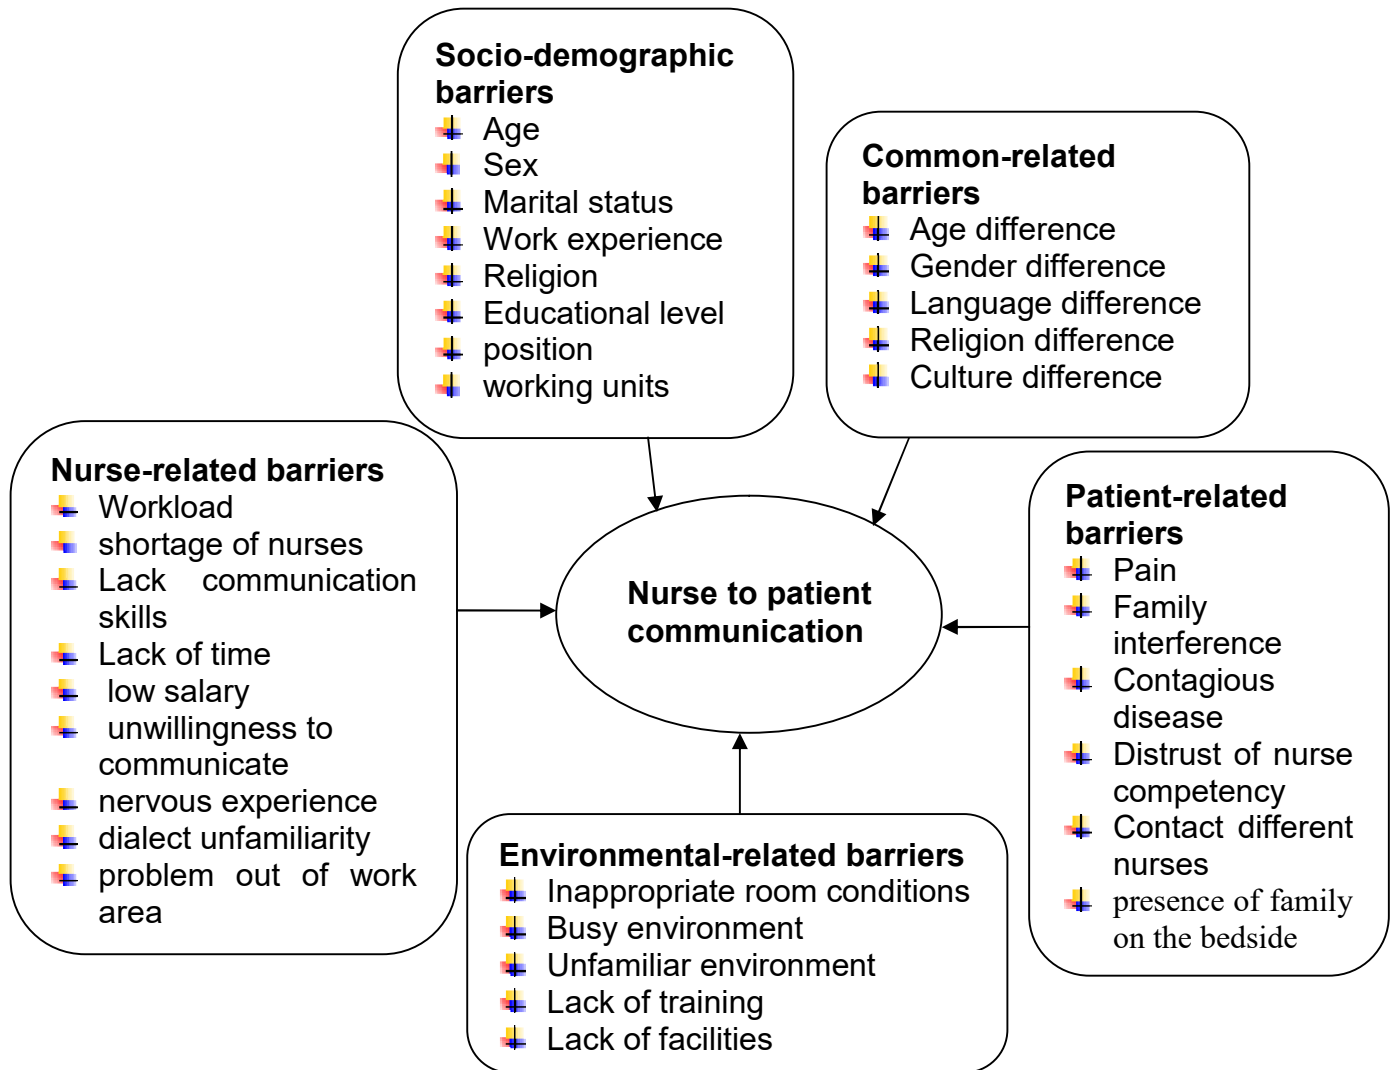 Socio-demographic
barriers
Age
Sex
Marital status
Work experience
Religion
Educational level
position
working units
Common-related
barriers
Age difference
Gender difference
Language difference
Religion difference
Culture difference
Nurse-related barriers
Workload
shortage of nurses
Lack communication
skills
Lack of time
low salary
unwillingness to
communicate
nervous experience
dialect unfamiliarity
problem out of work
area
Nurse to patient
communication
Patient-related
barriers
Pain
Family
interference
Contagious
disease
Distrust of nurse
competency
Contact different
nurses
presence of family
on the bedside
Environmental-related barriers
Inappropriate room conditions
Busy environment
Unfamiliar environment
Lack of training
Lack of facilities